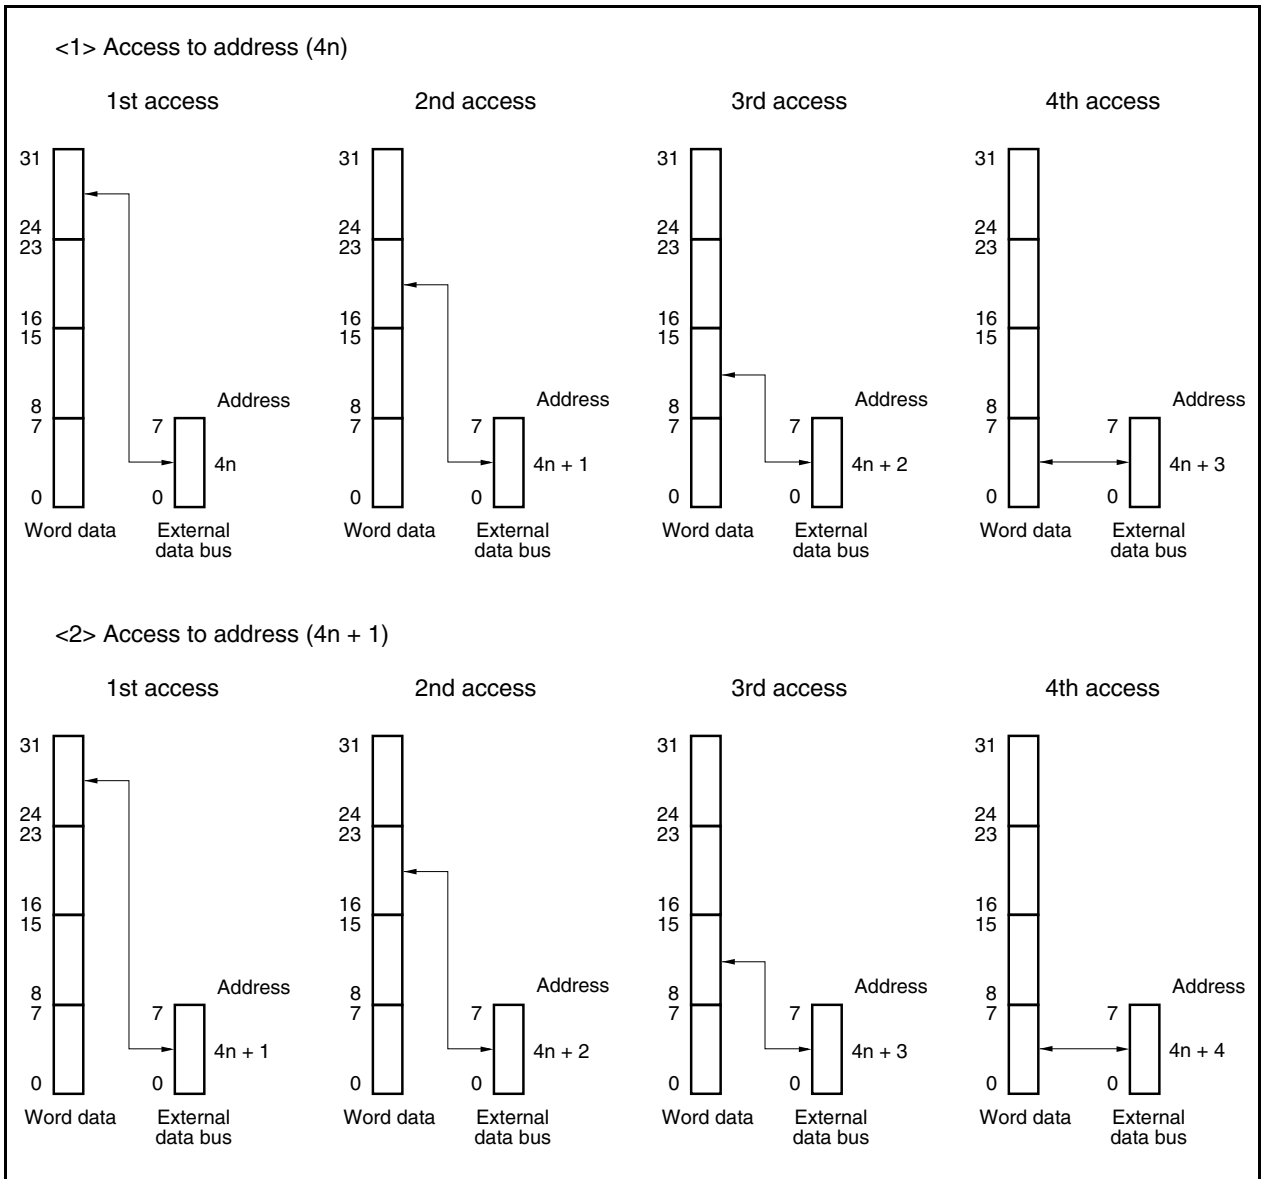 <1> Access to address (4n)
1st access 2nd access 3rd access 4th access
31 31 31 31
24 24 24 24
23 23 23 23
16 16 16 16
15 15 15 15
Address Address Address Address
8 8 8 8
7 7 7 7 7 7 7 7
4n 4n + 1 4n + 2 4n + 3
0 0 0 0 0 0 0 0
Word data External Word data External Word data External Word data External
data bus data bus data bus data bus
<2> Access to address (4n + 1)
1st access 2nd access 3rd access 4th access
31 31 31 31
24 24 24 24
23 23 23 23
16 16 16 16
15 15 15 15
Address Address Address Address
8 8 8 8
7 7 7 7 7 7 7 7
4n + 1 4n + 2 4n + 3 4n + 4
0 0 0 0 0 0 0 0
Word data External Word data External Word data External Word data External
data bus data bus data bus data bus